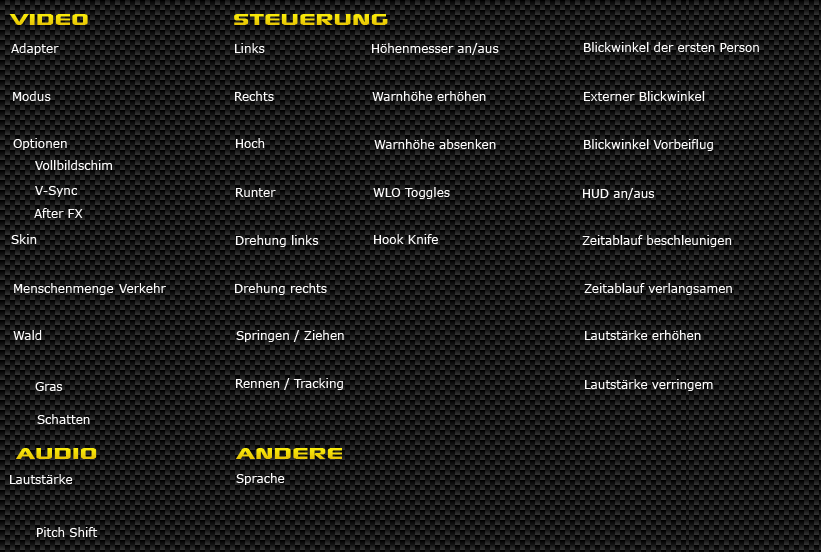 VIDEO
Adapter
Modus
Optionen
Vollbildschim
V-Sync
After FX
Skin
Menschenmenge Verkehr
Wald
Gras
Schatten
AUDIO
Lautstärke
Pitch Shift
STEUERUNG
Links
Rechts
Hoch
Runter
Drehung links
Drehung rechts
Springen / Ziehen
Rennen / Tracking
Höhenmesser an/aus
Warnhöhe erhöhen
Warnhöhe absenken
WLO Toggles
Hook Knife
Blickwinkel der ersten Person
Externer Blickwinkel
Blickwinkel Vorbeiflug
HUD an/aus
Zeitablauf beschleunigen
Zeitablauf verlangsamen
Lautstärke erhöhen
Lautstärke verringern
ANDERE
Sprache